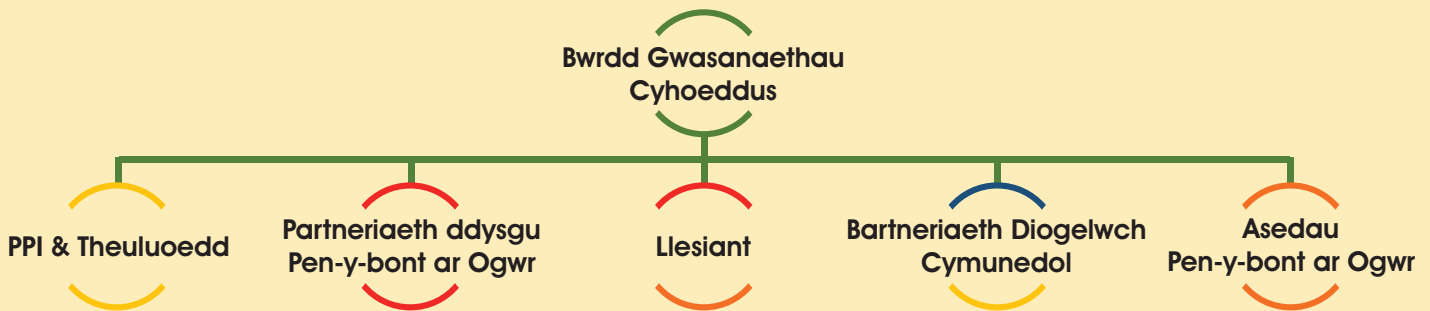 Bwrdd Gwasanaethau
Cyhoeddus
PPI & Theuluoedd
Partneriaeth ddysgu
Pen-y-bont ar Ogwr
Llesiant
Bartneriaeth Diogelwch
Cymunedol
Asedau
Pen-y-bont ar Ogwr